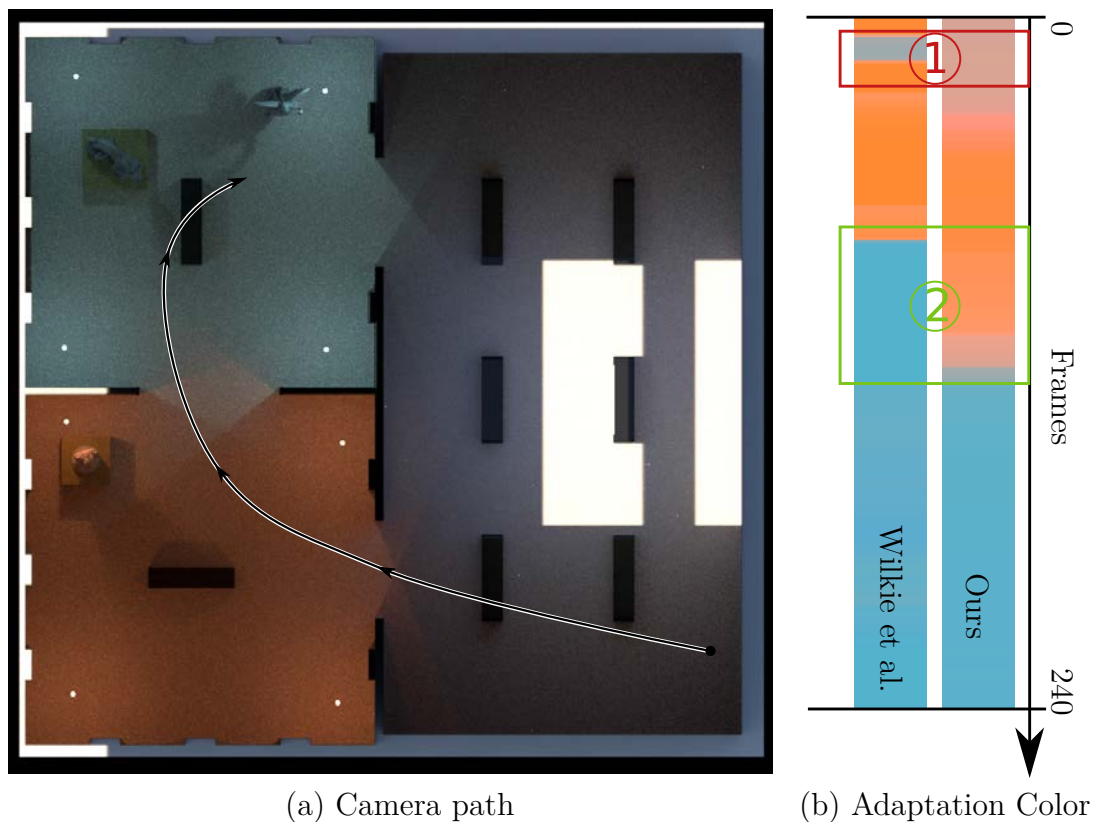 0
1
2
Frames
Wilkie et al.
Ours
240
(a) Camera path
(b) Adaptation Color